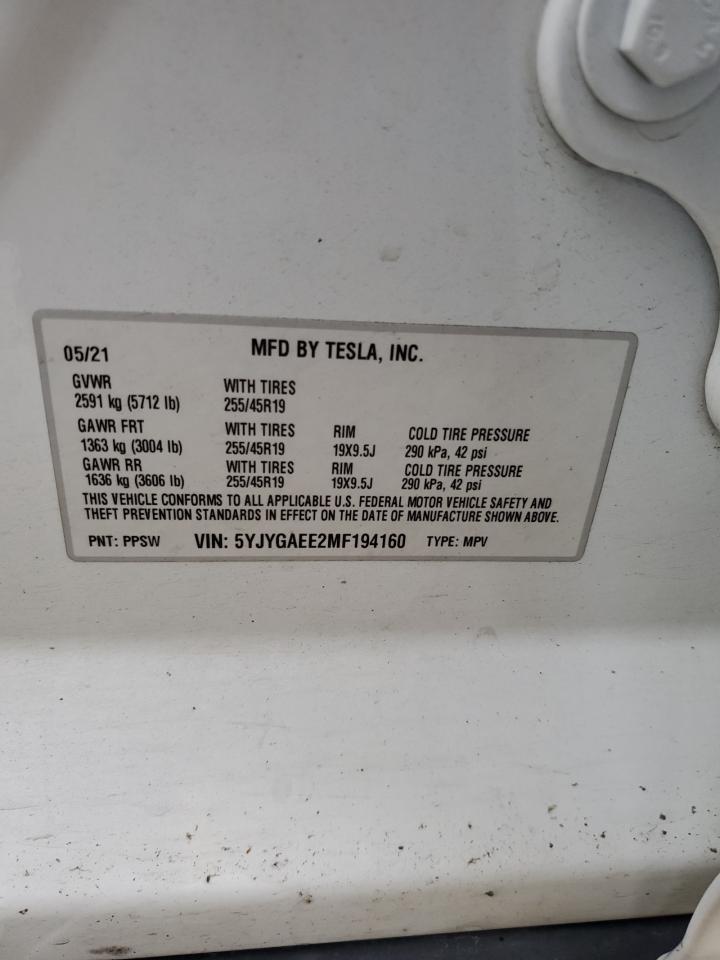 05/21 MFD BY TESLA, INC.
GVWR WITH TIRES
2591 kg (5712 lb) 255/45R19
GAWR FRT WITH TIRES RIM COLD TIRE PRESSURE
1363 kg (3004 lb) 255/45R19 19X9.5J 290 kPa, 42 psi
GAWR RR WITH TIRES RIM COLD TIRE PRESSURE
1636 kg (3606 lb) 255/45R19 19X9.5J 290 kPa, 42 psi
THIS VEHICLE CONFORMS TO ALL APPLICABLE U.S. FEDERAL MOTOR VEHICLE SAFETY AND
THEFT PREVENTION STANDARDS IN EFFECT ON THE DATE OF MANUFACTURE SHOWN ABOVE.
PNT: PPSW VIN: 5YJYGAEE2MF194160 TYPE: MPV